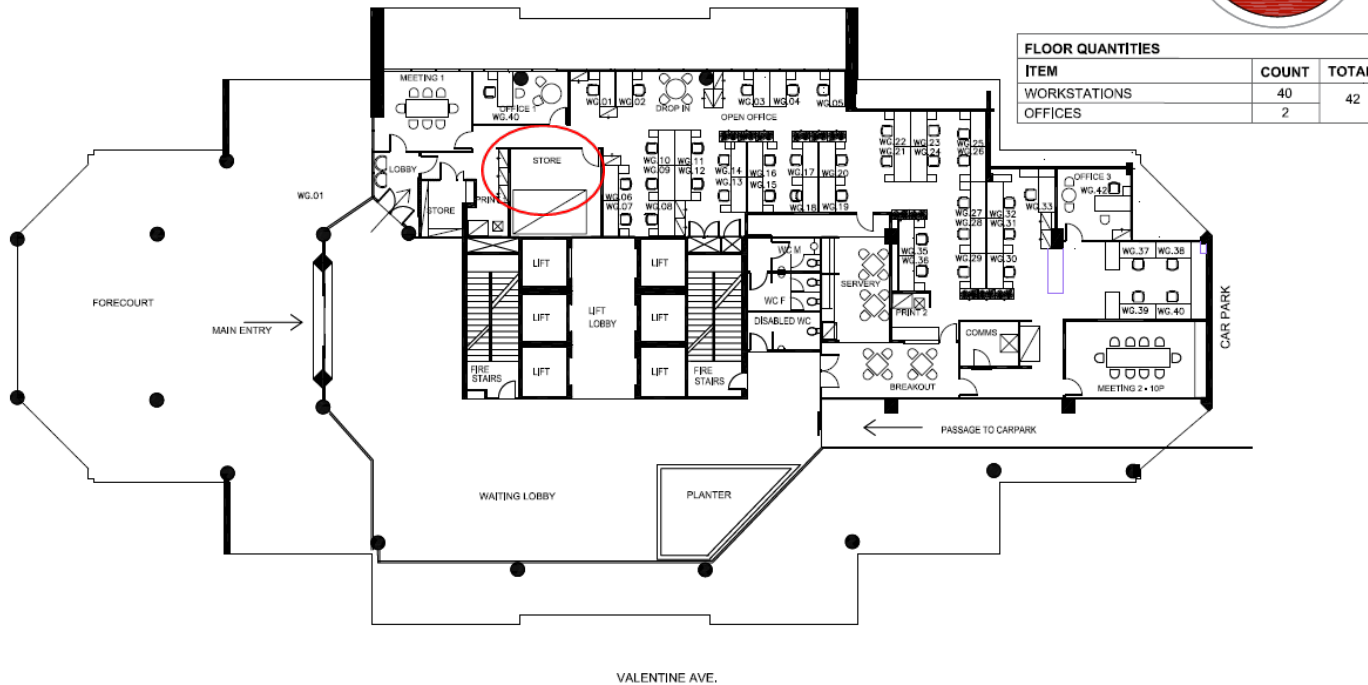 FLOOR QUANTITIES
ITEM COUNT TOTAL
WORKSTATIONS 40 42
OFFICES 2
MEETING 1
OFFICE 1
WG.40
WG.01
WG.02
DROP IN
WG.03
WG.04
WG.05
OPEN OFFICE
LOBBY
STORE
PRINT
STORE
WG.10
WG.09
WG.11
WG.12
WG.06
WG.07
WG.08
WG.14
WG.13
WG.16
WG.15
WG.17
WG.18
WG.20
WG.19
WG.22
WG.21
WG.23
WG.24
WG.25
WG.26
WG.27
WG.28
WG.32
WG.31
WG.29
WG.30
WG.33
WG.35
WG.36
OFFICE 3
WG.42
WG.37
WG.38
WG.39
WG.40
WG.01
FORECOURT
MAIN ENTRY
LIFT
LIFT
LIFT
LIFT
LOBBY
LIFT
LIFT
LIFT
FIRE
STAIRS
FIRE
STAIRS
WC M
WC F
DISABLED WC
SERVERY
PRINT 2
COMMS
BREAKOUT
MEETING 2 - 10P
CAR PARK
PASSAGE TO CARPARK
WAITING LOBBY
PLANTER
VALENTINE AVE.